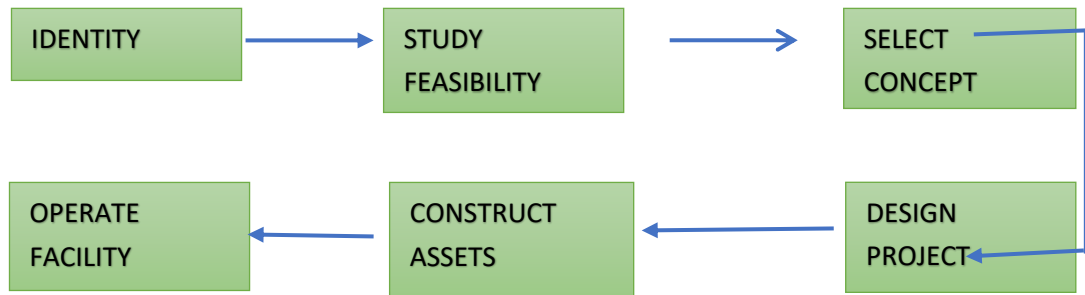 IDENTITY
STUDY
FEASIBILITY
SELECT
CONCEPT
OPERATE
FACILITY
CONSTRUCT
ASSETS
DESIGN
PROJECT